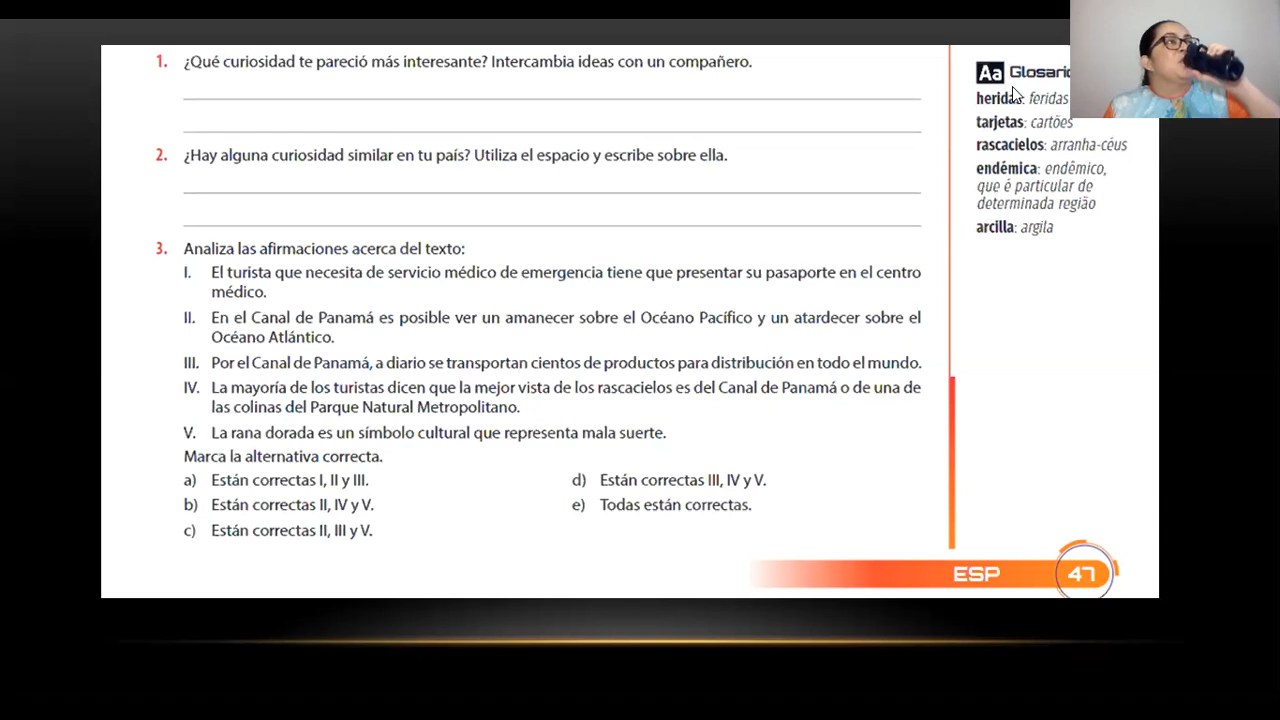 1. ¿Qué curiosidad te pareció más interesante? Intercambia ideas con un compañero.
2. ¿Hay alguna curiosidad similar en tu país? Utiliza el espacio y escribe sobre ella.
3. Analiza las afirmaciones acerca del texto:
I. El turista que necesita de servicio médico de emergencia tiene que presentar su pasaporte en el centro
médico.
II. En el Canal de Panamá es posible ver un amanecer sobre el Océano Pacífico y un atardecer sobre el
Océano Atlántico.
III. Por el Canal de Panamá, a diario se transportan cientos de productos para distribución en todo el mundo.
IV. La mayoría de los turistas dicen que la mejor vista de los rascacielos es del Canal de Panamá o de una de
las colinas del Parque Natural Metropolitano.
V. La rana dorada es un símbolo cultural que representa mala suerte.
Marca la alternativa correcta.
a) Están correctas I, II y III.
b) Están correctas II, IV y V.
c) Están correctas II, III y V.
d) Están correctas III, IV y V.
e) Todas están correctas.
Aa Glosario
heridas: feridas
tarjetas: cartões
rascacielos: arranha-céus
endémica: endêmico,
que é particular de
determinada região
arcilla: argila
ESP 47